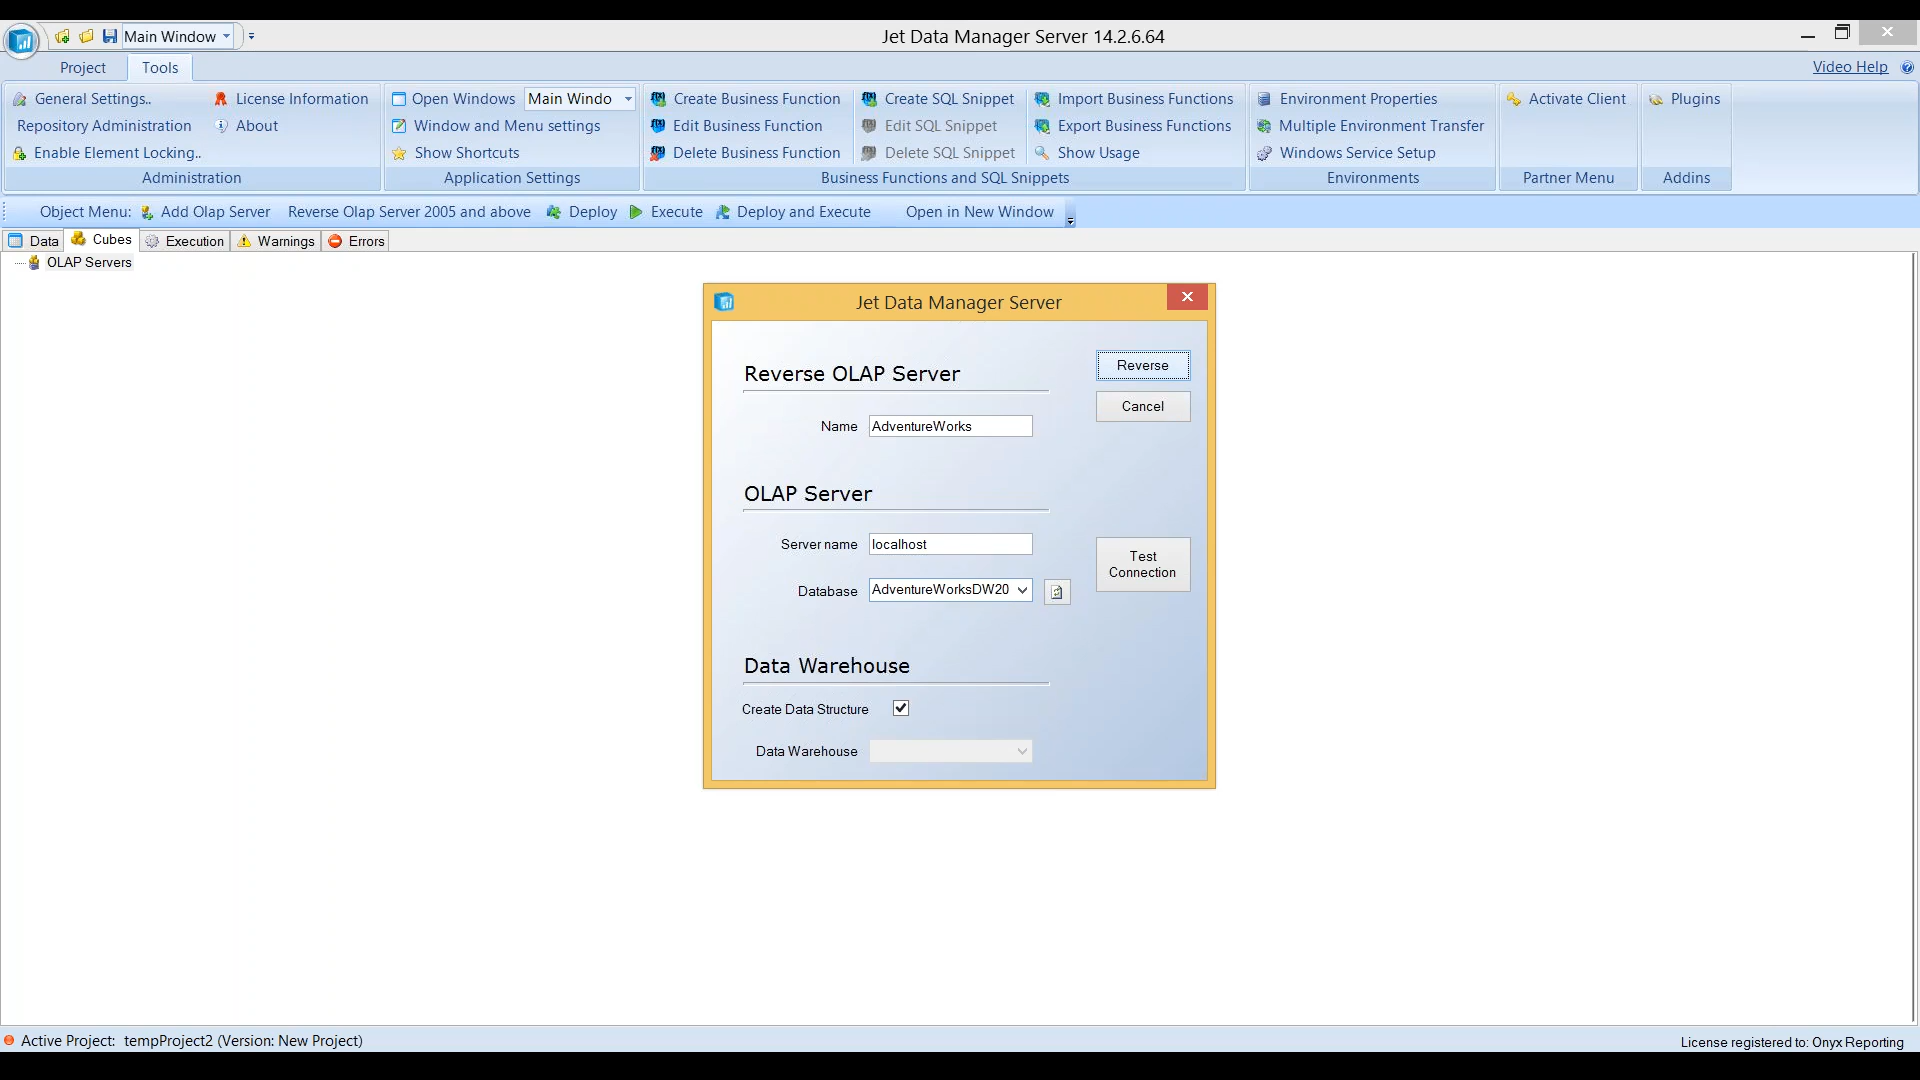 Main Window
Jet Data Manager Server 14.2.6.64
Project Tools
Video Help
General Settings.. License Information Open Windows Main Windo Create Business Function Create SQL Snippet Import Business Functions Environment Properties Activate Client Plugins
Repository Administration About Window and Menu settings Edit Business Function Edit SQL Snippet Export Business Functions Multiple Environment Transfer
Enable Element Locking.. Show Shortcuts Delete Business Function Delete SQL Snippet Show Usage Windows Service Setup
Administration Application Settings Business Functions and SQL Snippets Environments Partner Menu Addins
Object Menu: Add Olap Server Reverse Olap Server 2005 and above Deploy Execute Deploy and Execute Open in New Window
Data Cubes Execution Warnings Errors
OLAP Servers
Jet Data Manager Server
Reverse
Reverse OLAP Server
Cancel
Name AdventureWorks
OLAP Server
Server name localhost
Test
Connection
Database AdventureWorksDW20
Data Warehouse
Create Data Structure
Data Warehouse
Active Project: tempProject2 (Version: New Project)
License registered to: Onyx Reporting